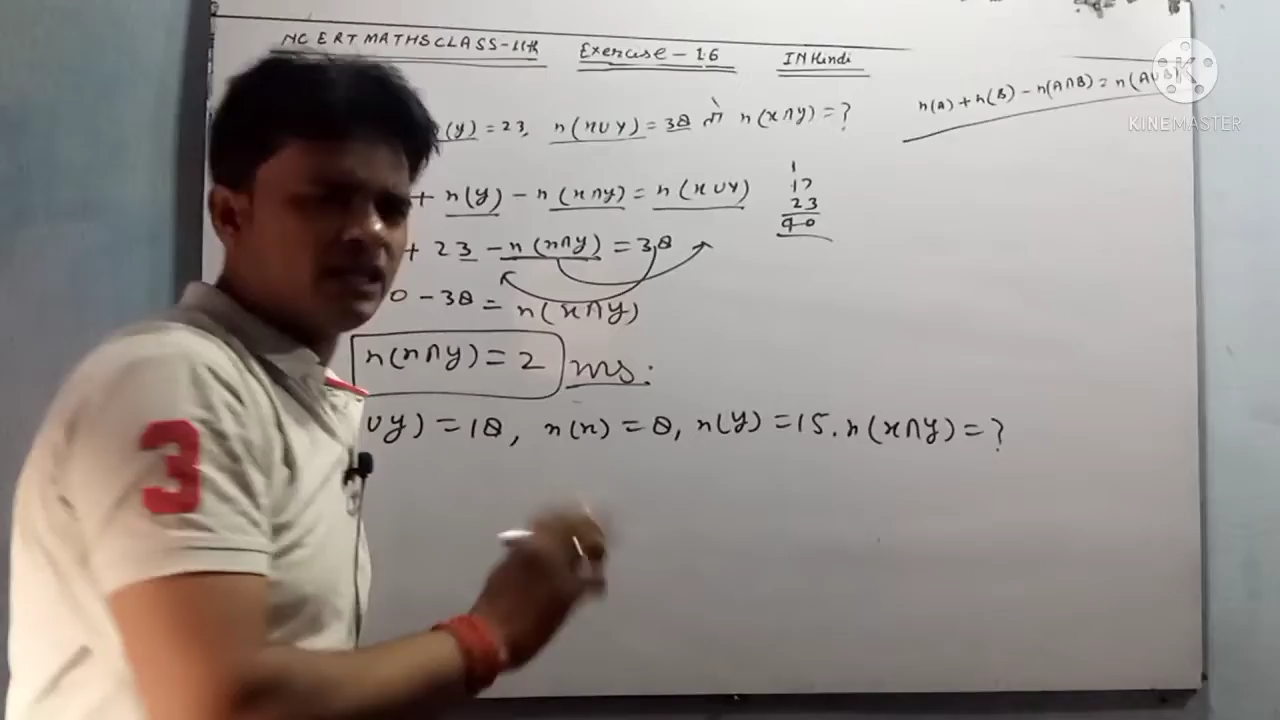 NCERT MATHS CLASS-11th Exercise-1.6 IN Hindi
n(A)+n(B)-n(A∩B)=n(A∪B)
KINEMASTER
(y)=23, n(x∪y)=38 तो n(x∩y)=?
+ n(y) - n(x∩y) = n(x∪y)
1
17
23
40
+ 23 - n(x∩y) = 38
0 - 38 = n(x∩y)
n(x∩y) = 2
∪y) = 18, n(x) = 8, n(y) = 15. n(x∩y) = ?
3